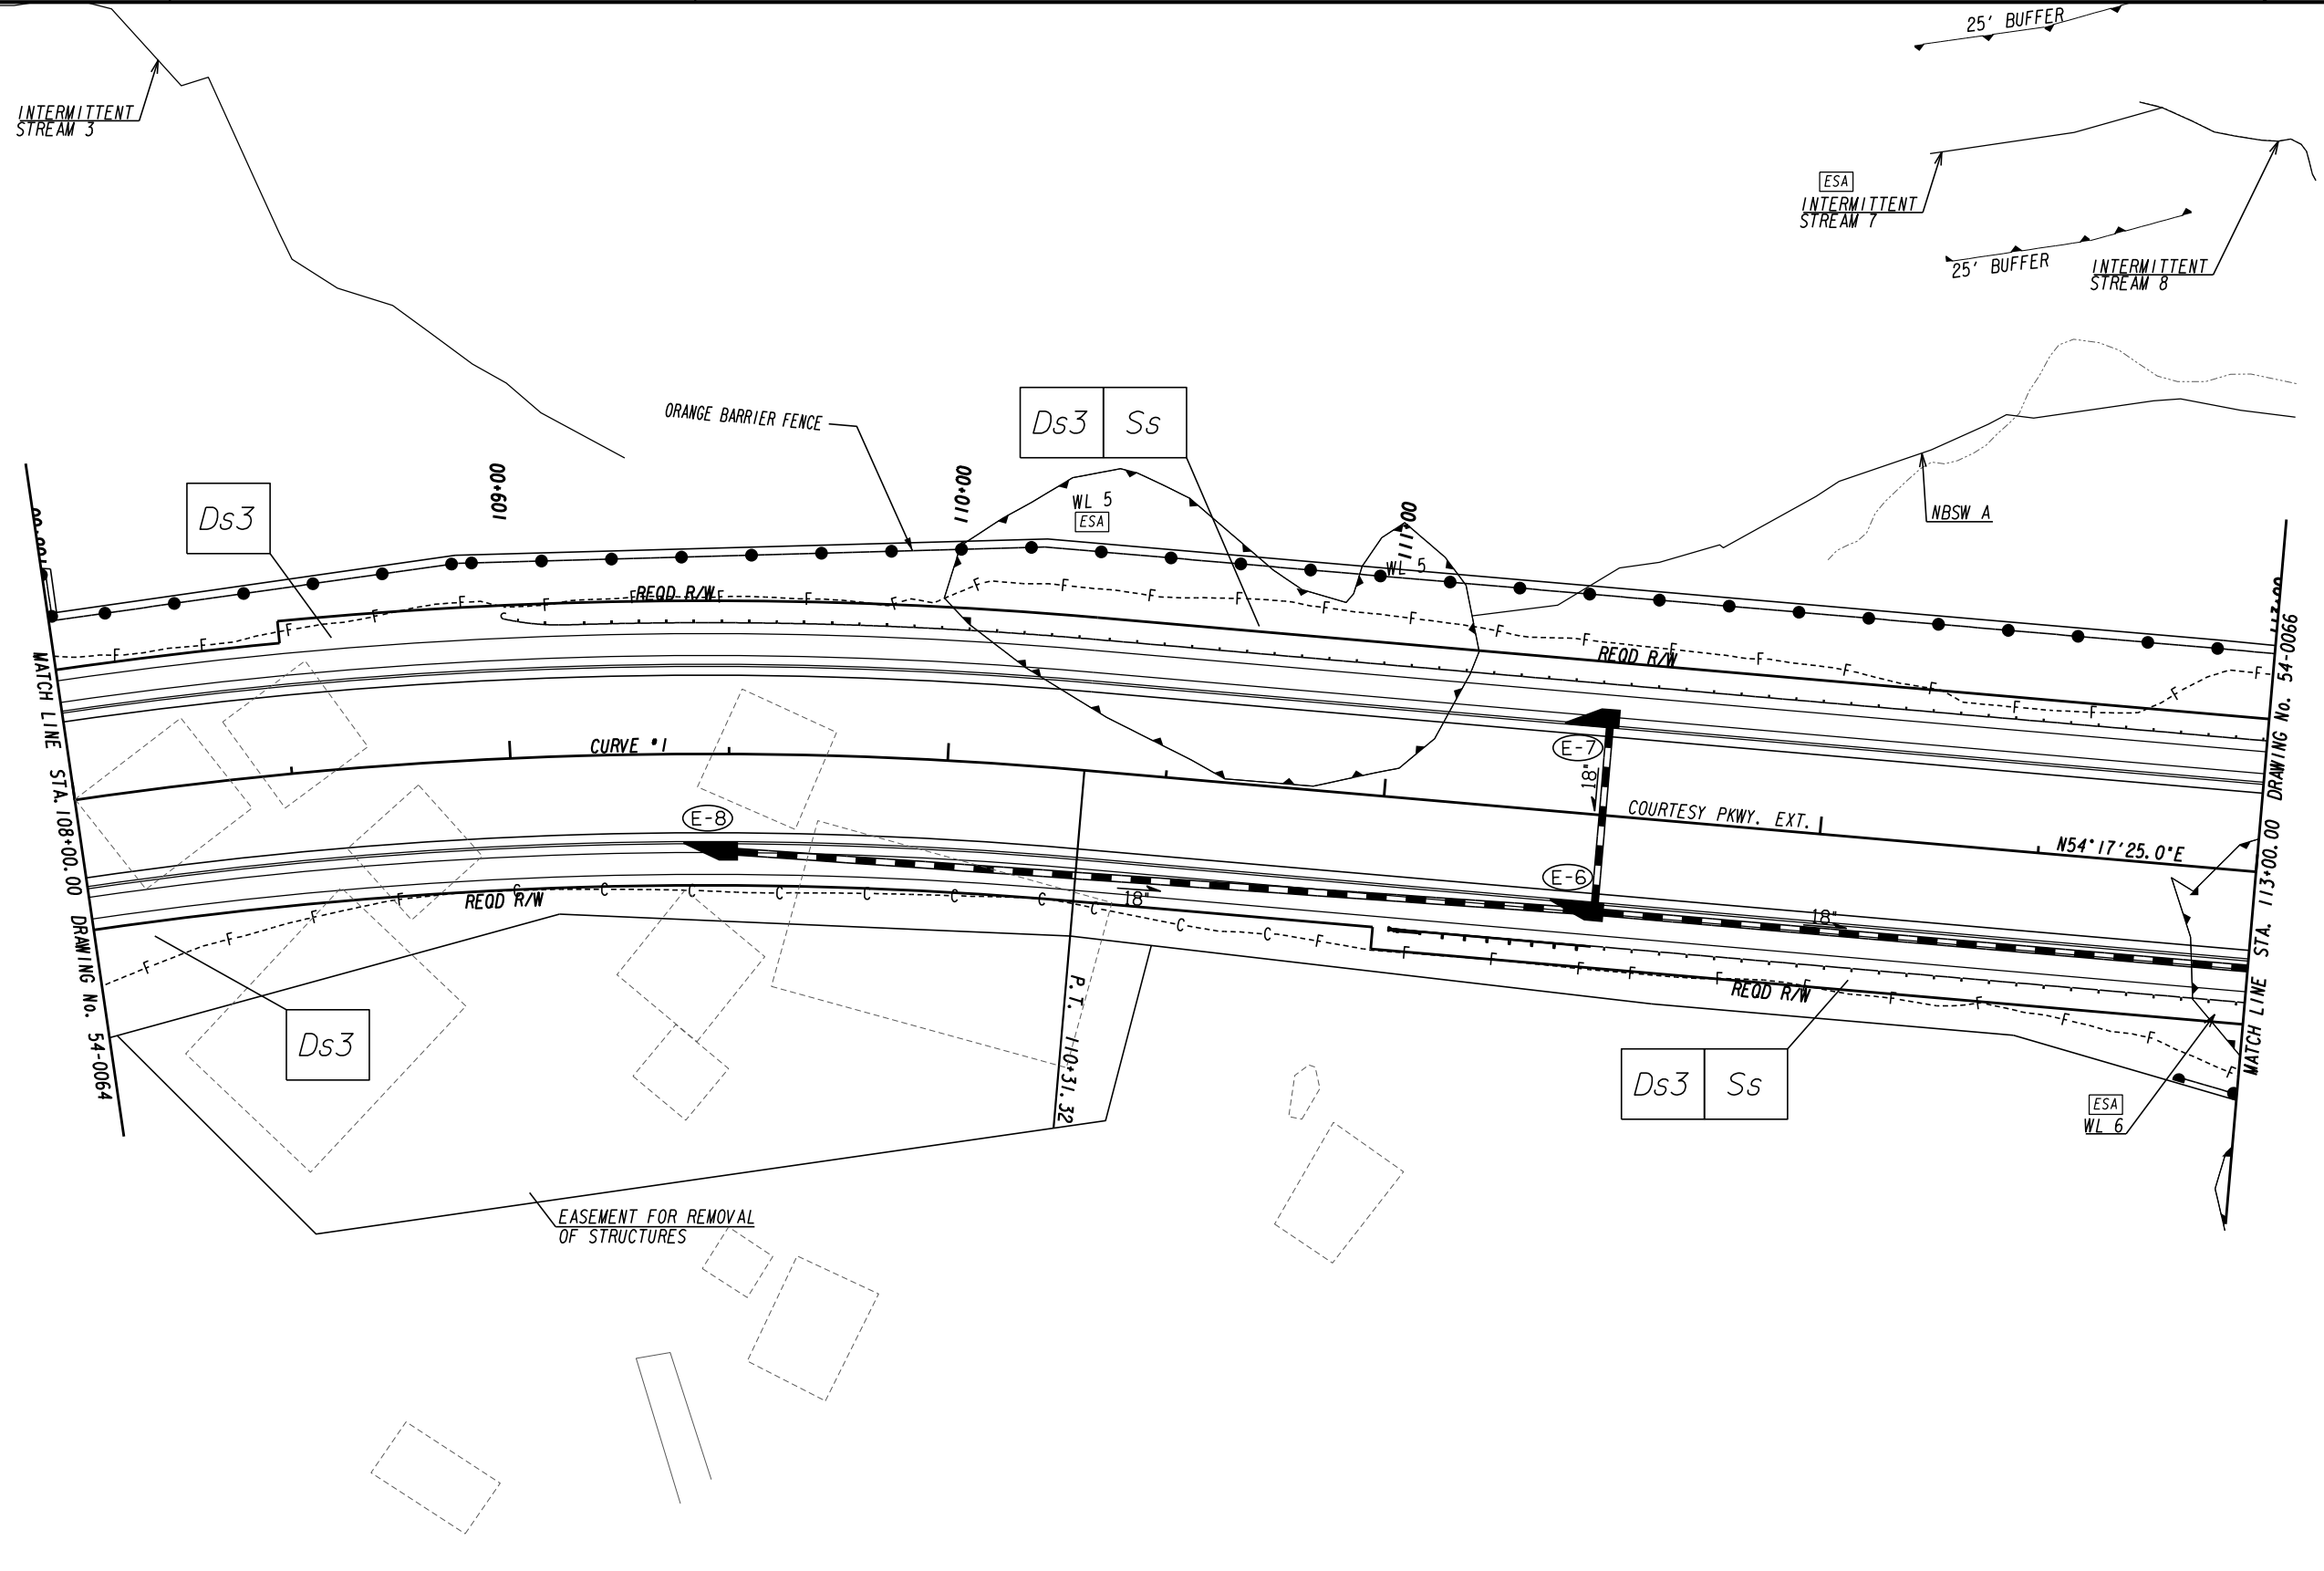 25' BUFFER
INTERMITTENT
STREAM 3
ESA
INTERMITTENT
STREAM 7
25' BUFFER
INTERMITTENT
STREAM 8
ORANGE BARRIER FENCE
Ds3 Ss
Ds3
109+00
110+00
WL 5
ESA
111+00
WL 5
NBSW A
F F F F F F F F F F F F F F F F F F F F F F F F F F
REQD R/W
REQD R/W
CURVE #1
E-7
18"
COURTESY PKWY. EXT.
N54°17'25.0"E
E-8
E-6
18"
18"
C C C C C C C C C C
F F F F F F F F F F F F F F F
REQD R/W
REQD R/W
MATCH LINE STA. 108+00.00 DRAWING No. 54-0064
MATCH LINE STA. 113+00.00 DRAWING No. 54-0066
P.T. 110+31.32
Ds3
Ds3 Ss
ESA
WL 6
EASEMENT FOR REMOVAL
OF STRUCTURES